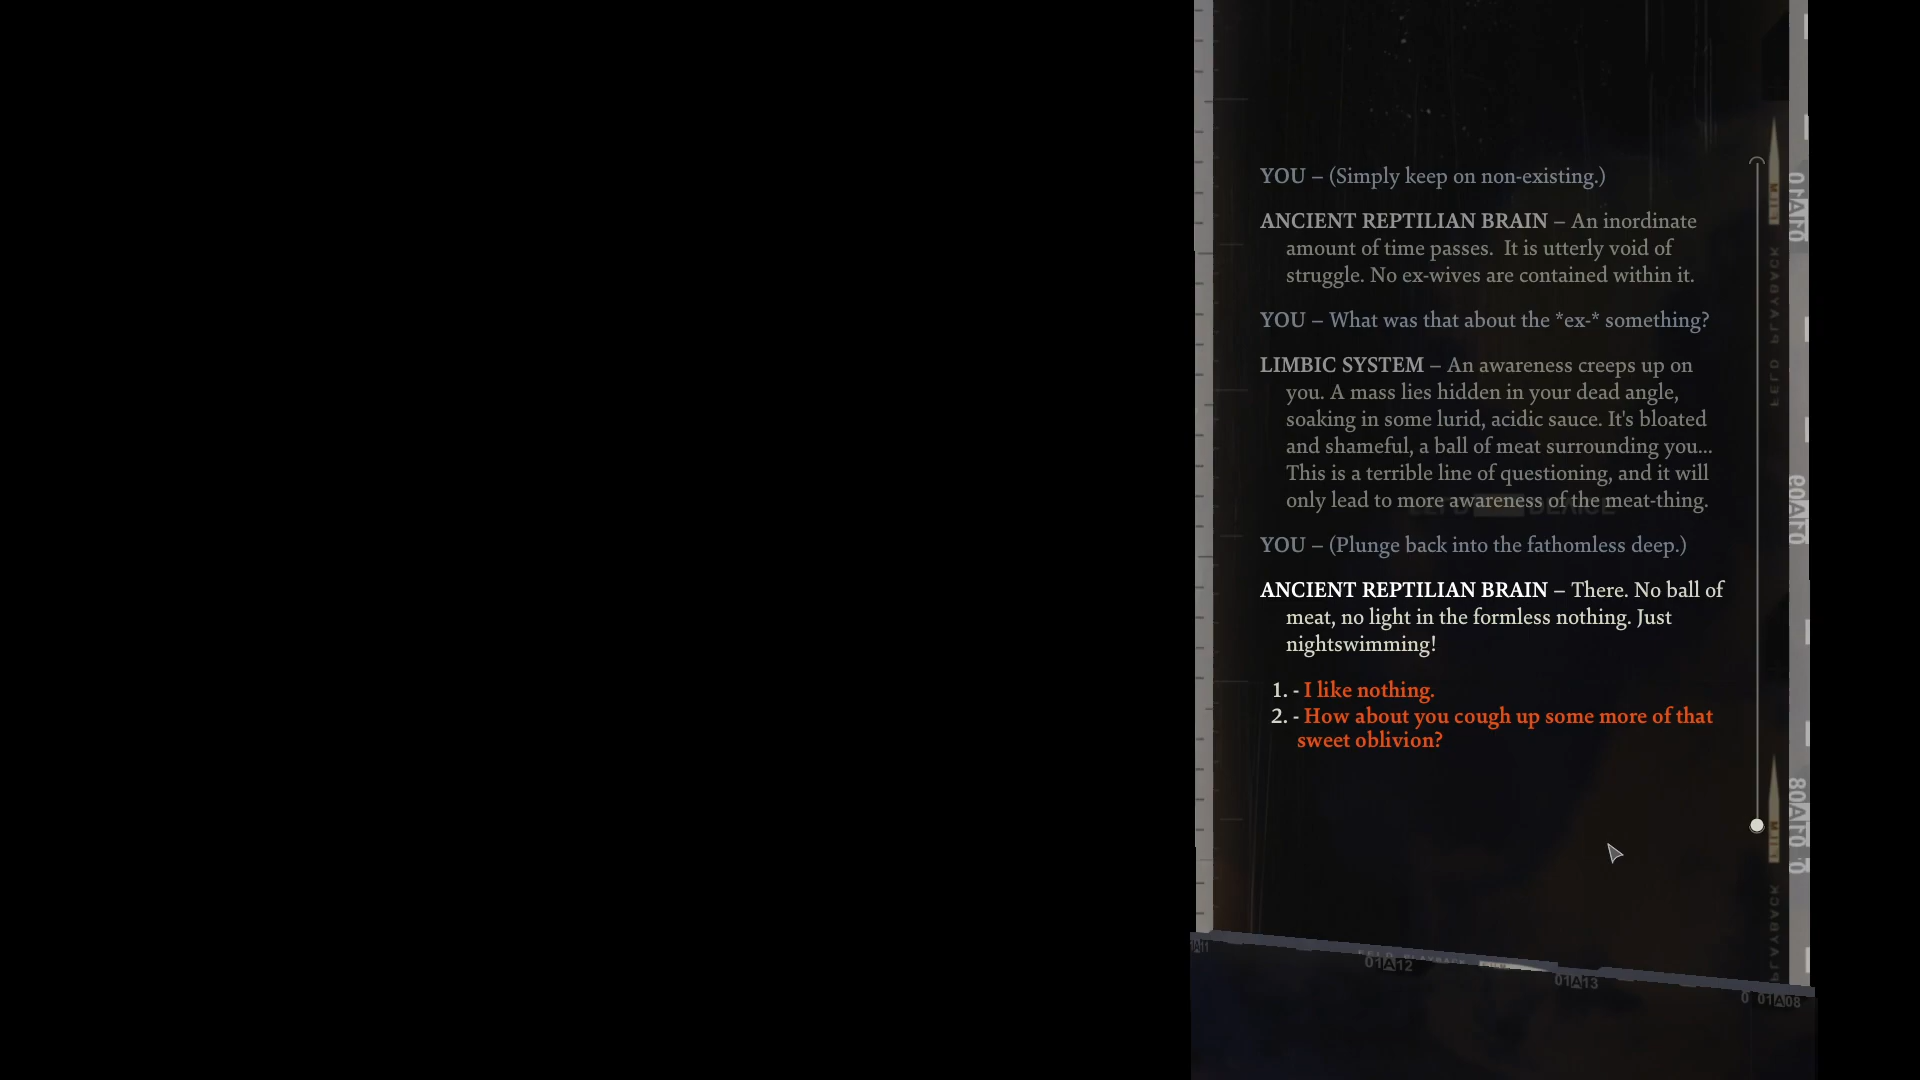 YOU – (Simply keep on non-existing.)
ANCIENT REPTILIAN BRAIN – An inordinate
amount of time passes.  It is utterly void of
struggle. No ex-wives are contained within it.
YOU – What was that about the *ex-* something?
LIMBIC SYSTEM – An awareness creeps up on
you. A mass lies hidden in your dead angle,
soaking in some lurid, acidic sauce. It's bloated
and shameful, a ball of meat surrounding you...
This is a terrible line of questioning, and it will
only lead to more awareness of the meat-thing.
YOU – (Plunge back into the fathomless deep.)
ANCIENT REPTILIAN BRAIN – There. No ball of
meat, no light in the formless nothing. Just
nightswimming!
1. - I like nothing.
2. - How about you cough up some more of that
sweet oblivion?
01A12
01A13
0 01A08